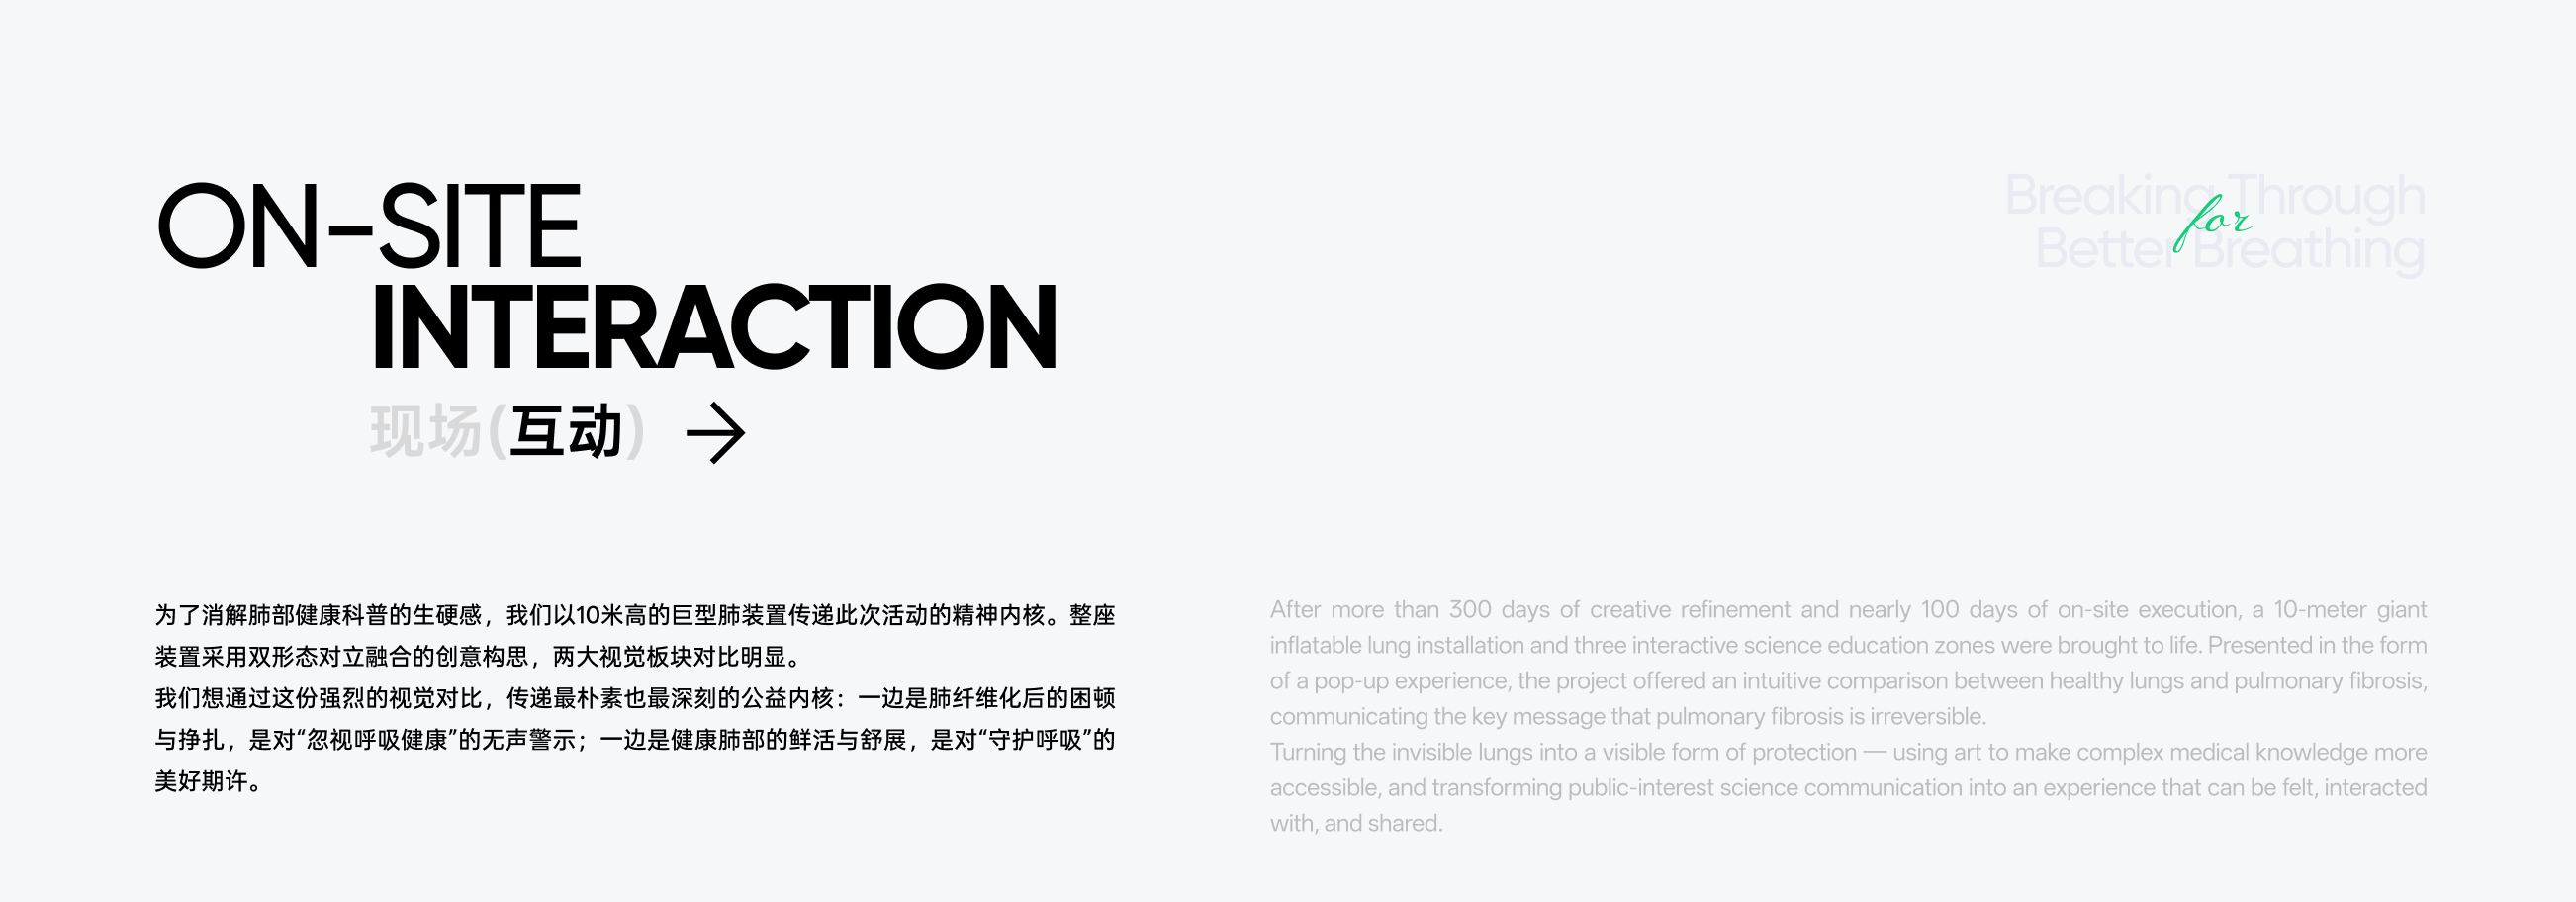 ON-SITE
INTERACTION
现场(互动)
Breaking Through
for
Better Breathing
为了消解肺部健康科普的生硬感，我们以10米高的巨型肺装置传递此次活动的精神内核。整座
装置采用双形态对立融合的创意构思，两大视觉板块对比明显。
我们想通过这份强烈的视觉对比，传递最朴素也最深刻的公益内核：一边是肺纤维化后的困顿
与挣扎，是对“忽视呼吸健康”的无声警示；一边是健康肺部的鲜活与舒展，是对“守护呼吸”的
美好期许。
After more than 300 days of creative refinement and nearly 100 days of on-site execution, a 10-meter giant
inflatable lung installation and three interactive science education zones were brought to life. Presented in the form
of a pop-up experience, the project offered an intuitive comparison between healthy lungs and pulmonary fibrosis,
communicating the key message that pulmonary fibrosis is irreversible.
Turning the invisible lungs into a visible form of protection — using art to make complex medical knowledge more
accessible, and transforming public-interest science communication into an experience that can be felt, interacted
with, and shared.